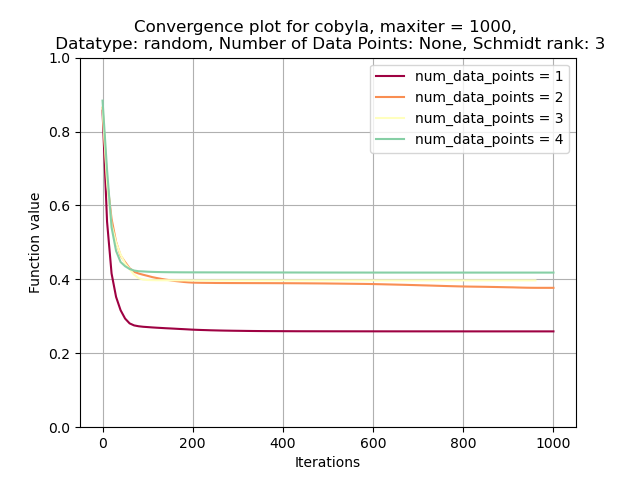 Convergence plot for cobyla, maxiter = 1000,
Datatype: random, Number of Data Points: None, Schmidt rank: 3
num_data_points = 1
num_data_points = 2
num_data_points = 3
num_data_points = 4
Function value
1.0
0.8
0.6
0.4
0.2
0.0
0 200 400 600 800 1000
Iterations